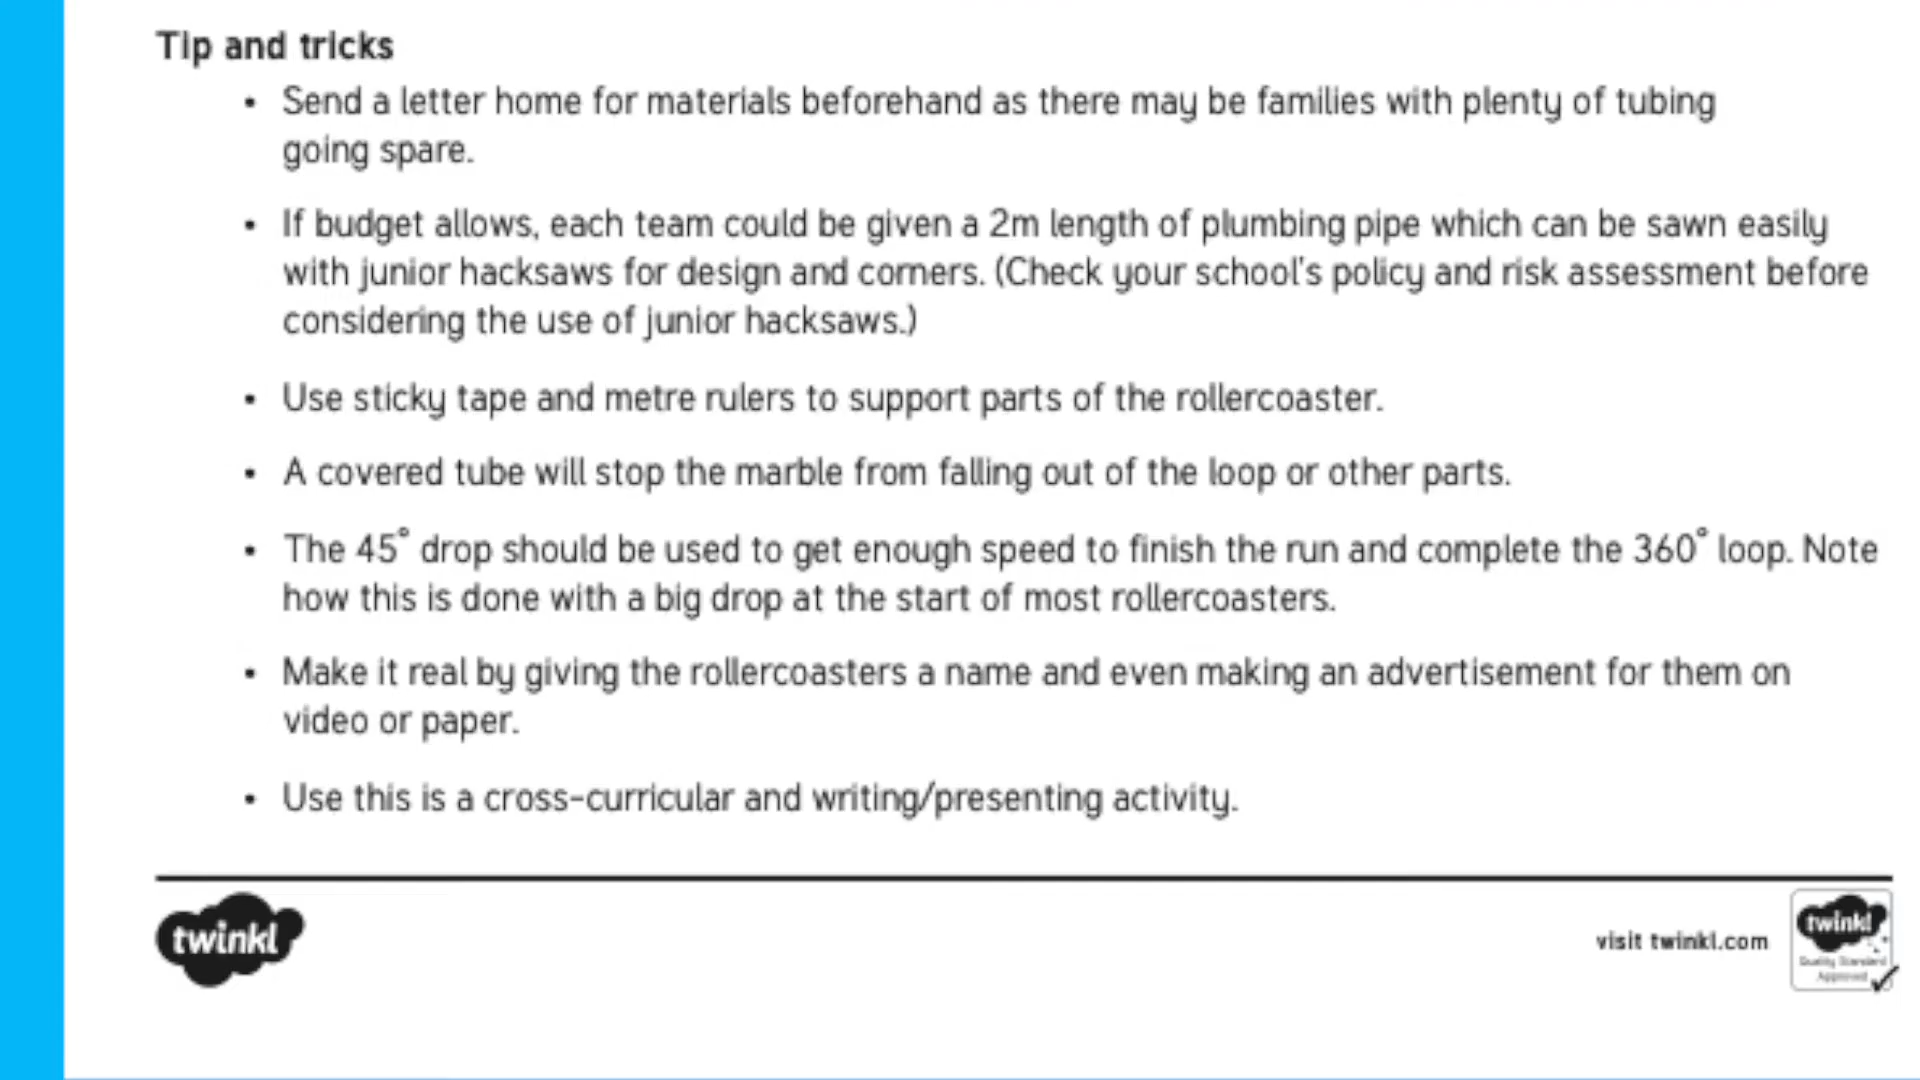 Tip and tricks
• Send a letter home for materials beforehand as there may be families with plenty of tubing
going spare.
• If budget allows, each team could be given a 2m length of plumbing pipe which can be sawn easily
with junior hacksaws for design and corners. (Check your school's policy and risk assessment before
considering the use of junior hacksaws.)
• Use sticky tape and metre rulers to support parts of the rollercoaster.
• A covered tube will stop the marble from falling out of the loop or other parts.
• The 45° drop should be used to get enough speed to finish the run and complete the 360° loop. Note
how this is done with a big drop at the start of most rollercoasters.
• Make it real by giving the rollercoasters a name and even making an advertisement for them on
video or paper.
• Use this is a cross-curricular and writing/presenting activity.
twinkl
visit twinkl.com
twinkl
Quality Standard
Approved